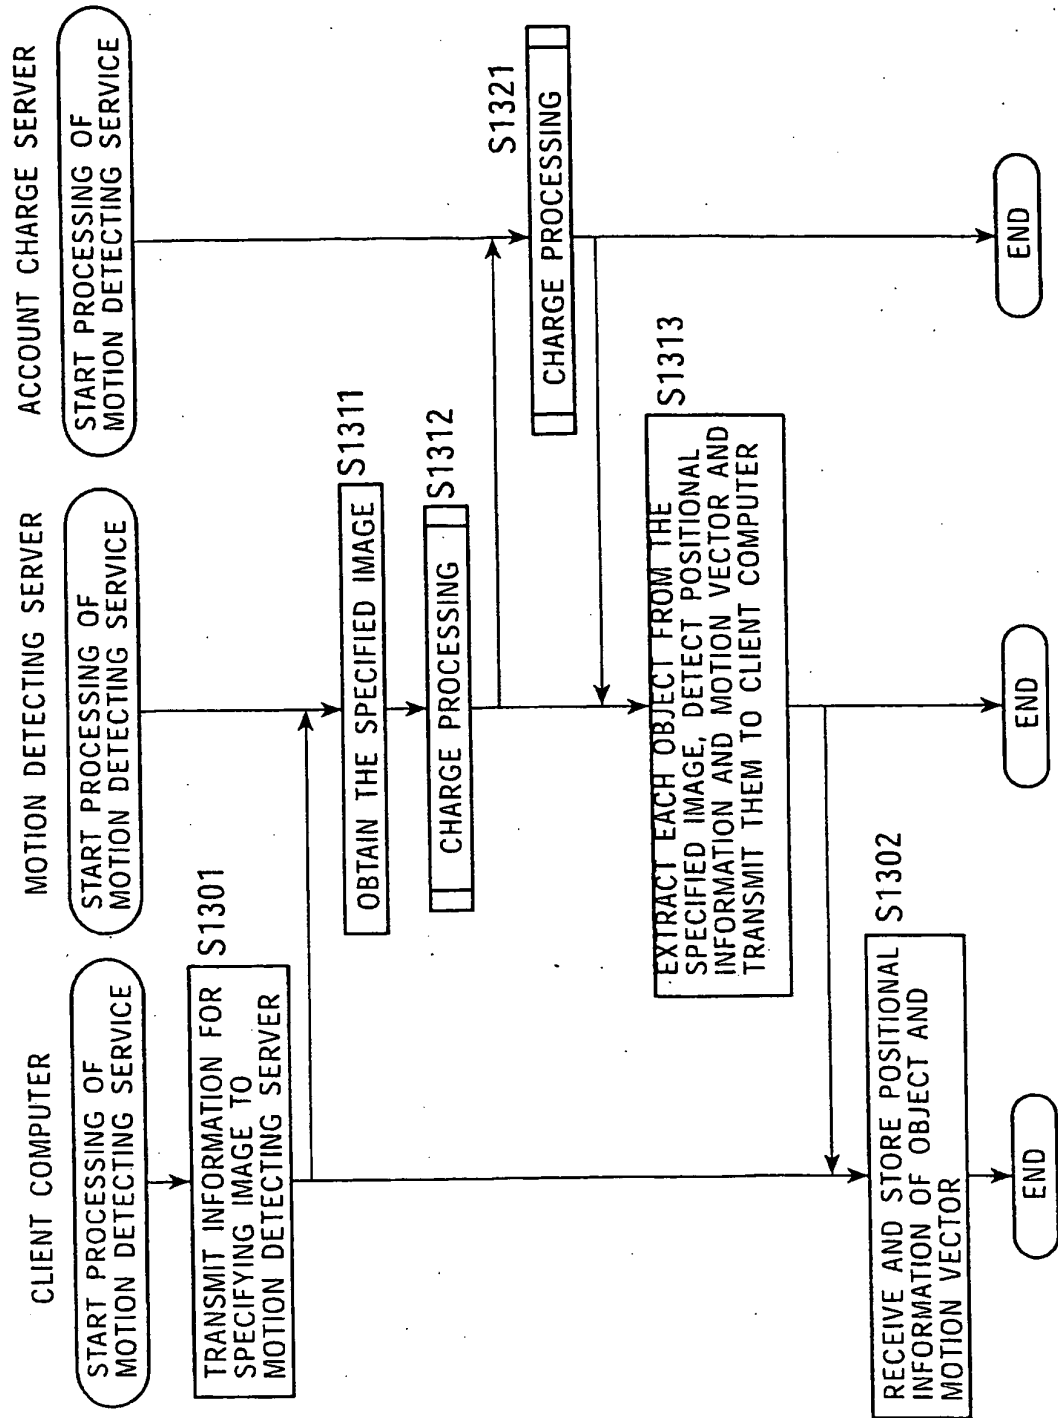 CLIENT COMPUTER
START PROCESSING OF
MOTION DETECTING SERVICE
TRANSMIT INFORMATION FOR
SPECIFYING IMAGE TO
MOTION DETECTING SERVER
S1301
RECEIVE AND STORE POSITIONAL
INFORMATION OF OBJECT AND
MOTION VECTOR
S1302
END
MOTION DETECTING SERVER
START PROCESSING OF
MOTION DETECTING SERVICE
OBTAIN THE SPECIFIED IMAGE
S1311
CHARGE PROCESSING
S1312
EXTRACT EACH OBJECT FROM THE
SPECIFIED IMAGE, DETECT POSITIONAL
INFORMATION AND MOTION VECTOR AND
TRANSMIT THEM TO CLIENT COMPUTER
S1313
END
ACCOUNT CHARGE SERVER
START PROCESSING OF
MOTION DETECTING SERVICE
CHARGE PROCESSING
S1321
END